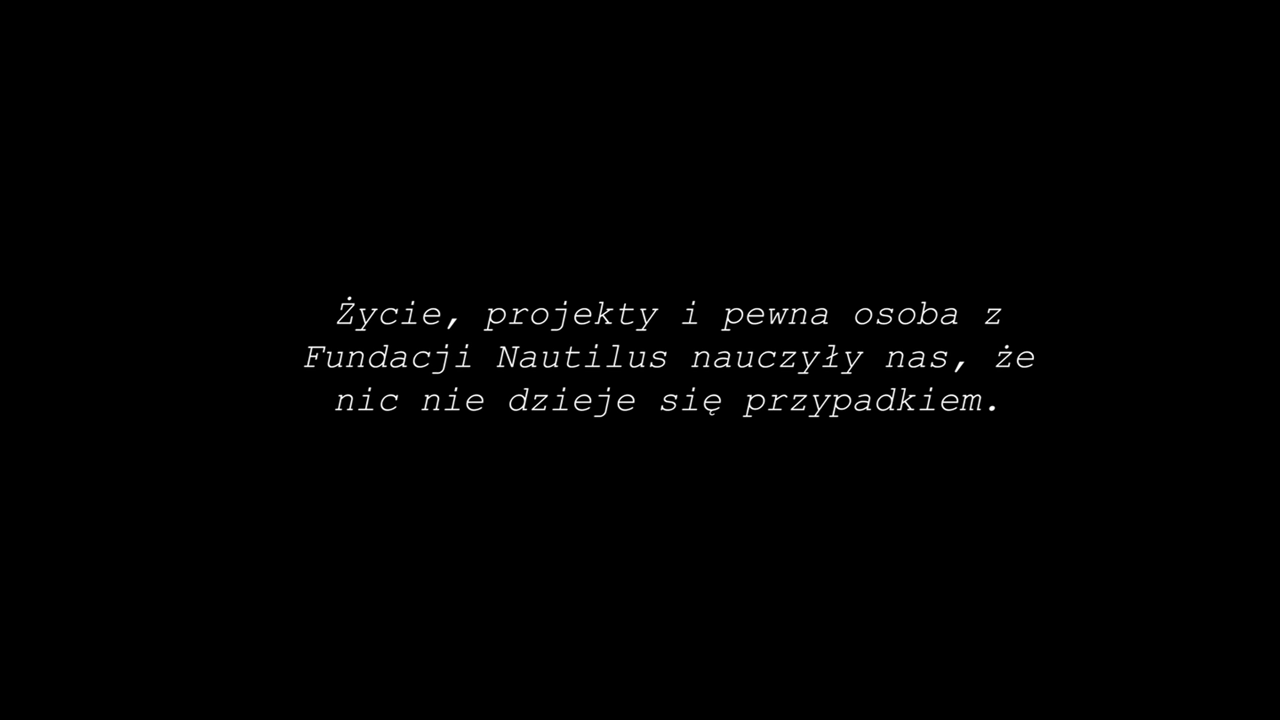 Życie, projekty i pewna osoba z
Fundacji Nautilus nauczyły nas, że
nic nie dzieje się przypadkiem.